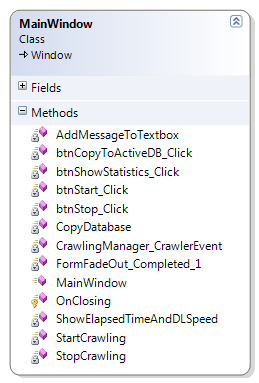 MainWindow
Class
Window
Fields
Methods
AddMessageToTextbox
btnCopyToActiveDB_Click
btnShowStatistics_Click
btnStart_Click
btnStop_Click
CopyDatabase
CrawlingManager_CrawlerEvent
FormFadeOut_Completed_1
MainWindow
OnClosing
ShowElapsedTimeAndDLSpeed
StartCrawling
StopCrawling